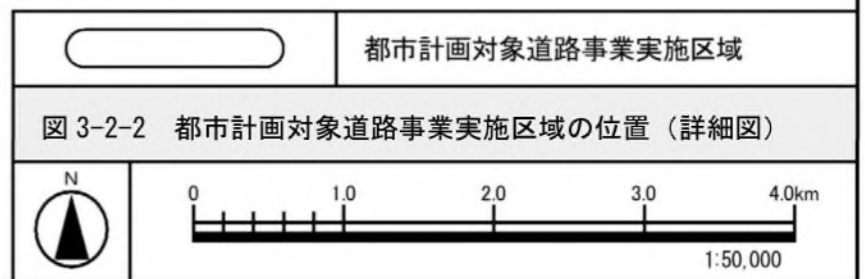 都市計画対象道路事業実施区域
図 3-2-2 都市計画対象道路事業実施区域の位置（詳細図）
N
0 1.0 2.0 3.0 4.0km
1:50,000